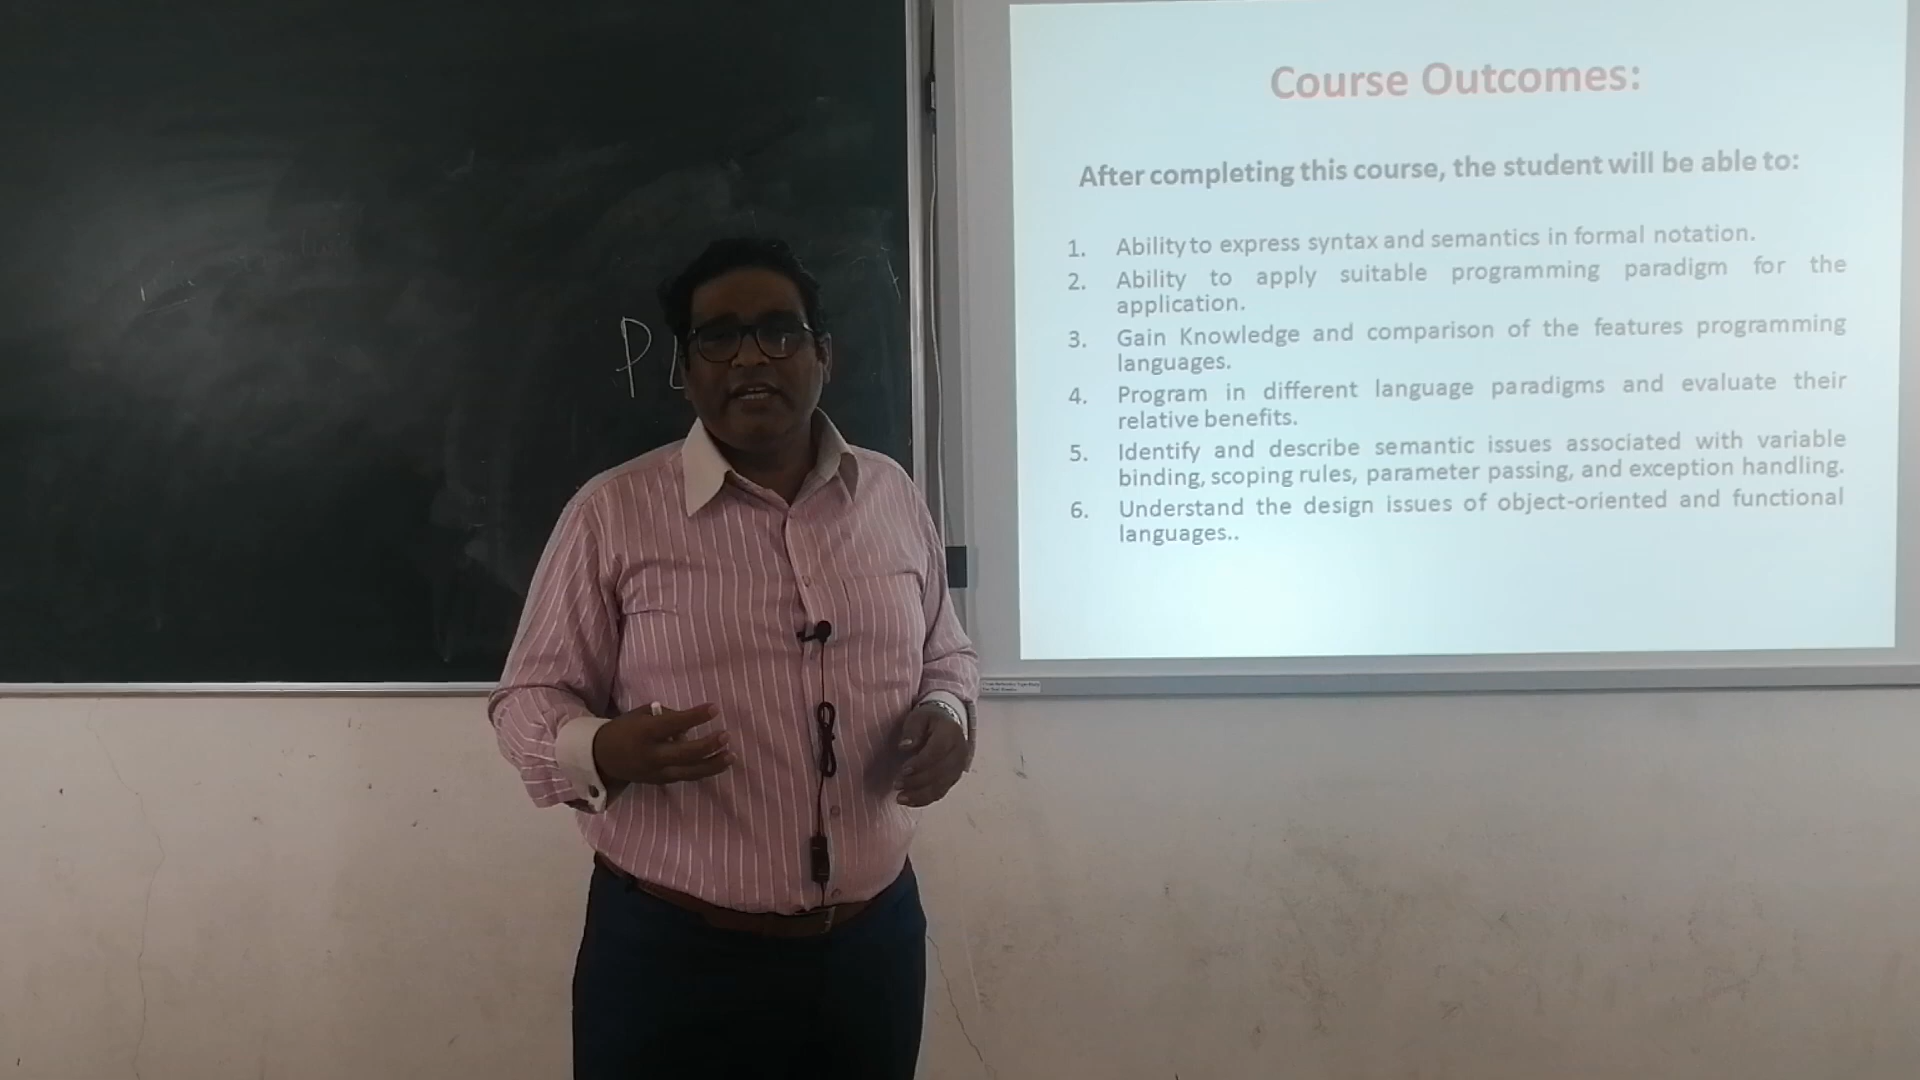 P L
Course Outcomes:
After completing this course, the student will be able to:
1. Ability to express syntax and semantics in formal notation.
2. Ability to apply suitable programming paradigm for the
application.
3. Gain Knowledge and comparison of the features programming
languages.
4. Program in different language paradigms and evaluate their
relative benefits.
5. Identify and describe semantic issues associated with variable
binding, scoping rules, parameter passing, and exception handling.
6. Understand the design issues of object-oriented and functional
languages..